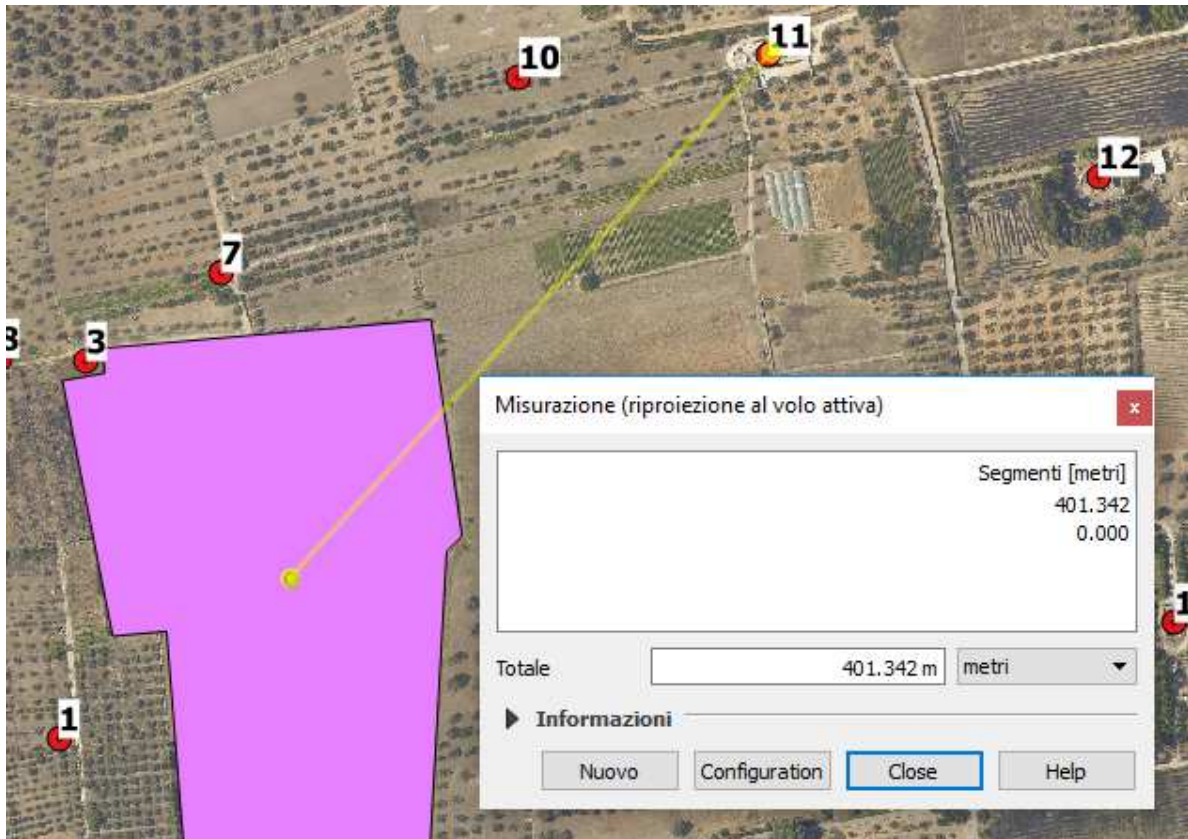 11
10
12
7
3
1
1
Misurazione (riproiezione al volo attiva)
x
Segmenti [metri]
401.342
0.000
Totale
401.342 m
metri
Informazioni
Nuovo
Configuration
Close
Help